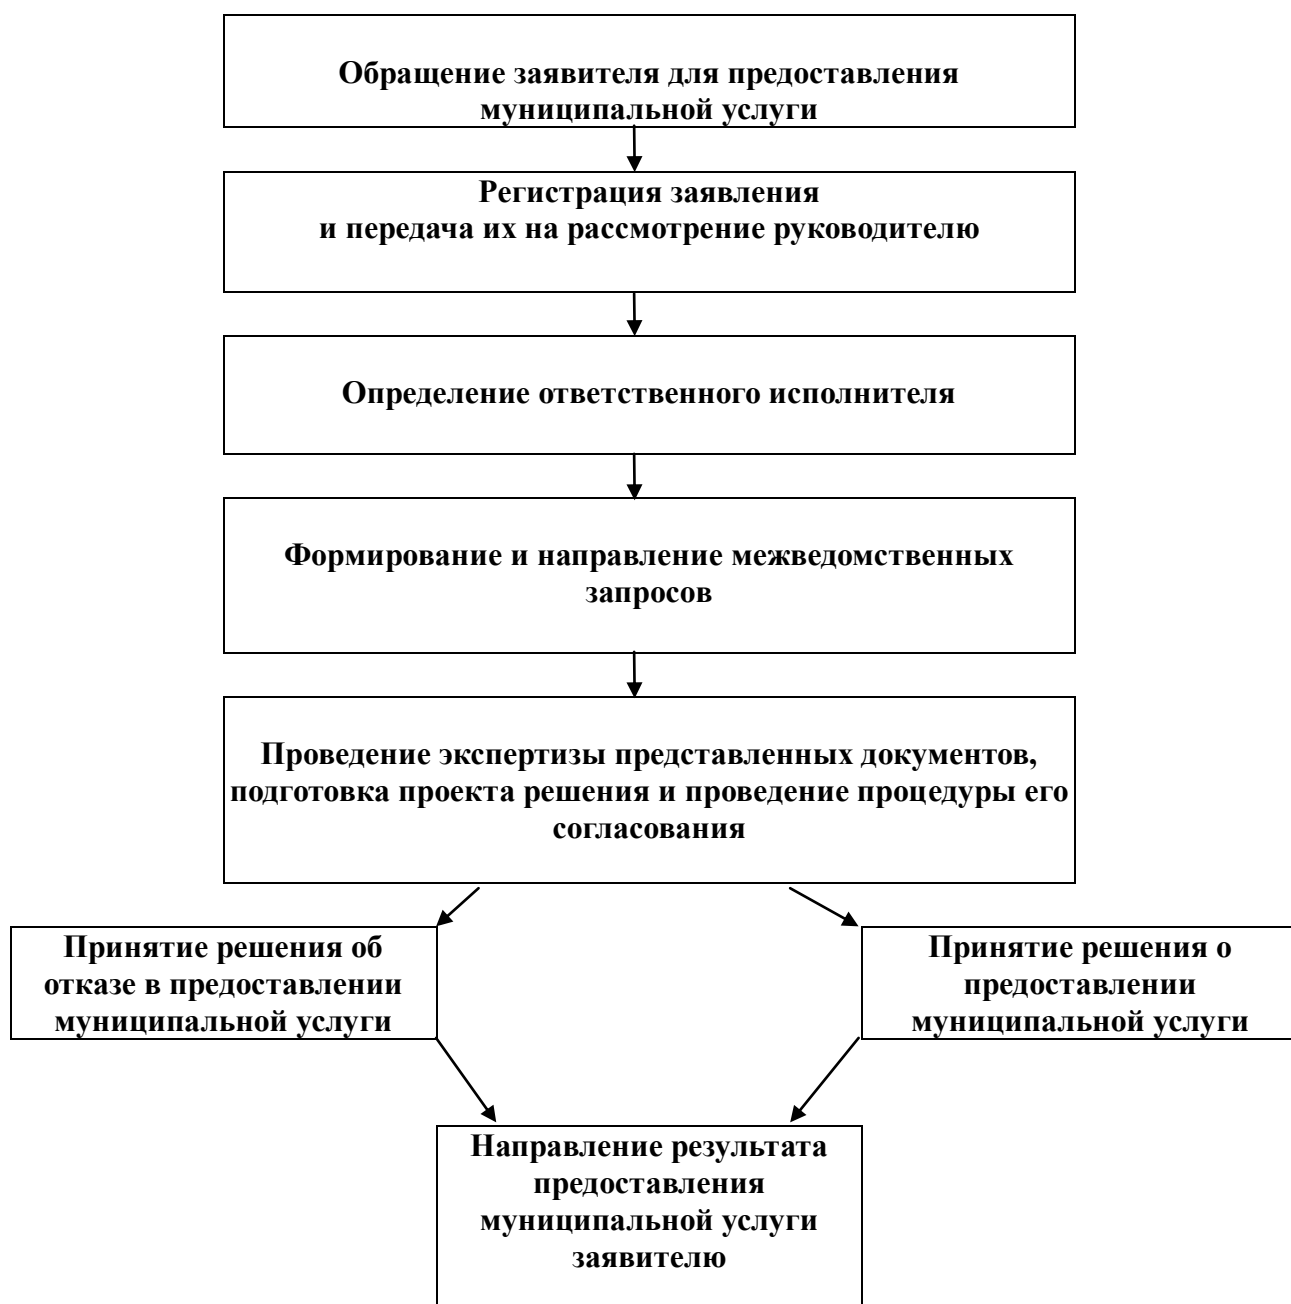 Обращение заявителя для предоставления
муниципальной услуги
Регистрация заявления
и передача их на рассмотрение руководителю
Определение ответственного исполнителя
Формирование и направление межведомственных
запросов
Проведение экспертизы представленных документов,
подготовка проекта решения и проведение процедуры его
согласования
Принятие решения об
отказе в предоставлении
муниципальной услуги
Принятие решения о
предоставлении
муниципальной услуги
Направление результата
предоставления
муниципальной услуги
заявителю